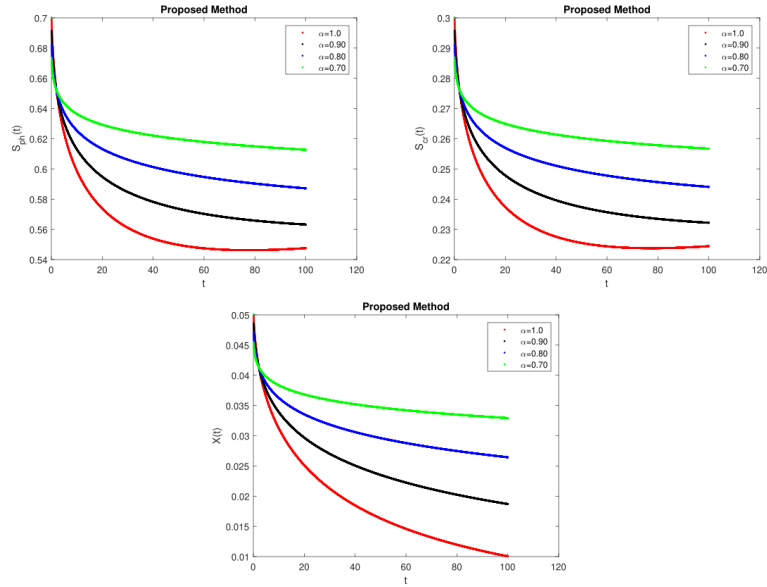 Proposed Method
0.7
0.68
0.66
0.64
0.62
0.6
0.58
0.56
0.54
S_ph(t)
0 20 40 60 80 100 120
t
α=1.0
α=0.90
α=0.80
α=0.70
Proposed Method
0.3
0.29
0.28
0.27
0.26
0.25
0.24
0.23
0.22
S_cr(t)
0 20 40 60 80 100 120
t
α=1.0
α=0.90
α=0.80
α=0.70
Proposed Method
0.05
0.045
0.04
0.035
0.03
0.025
0.02
0.015
0.01
X(t)
0 20 40 60 80 100 120
t
α=1.0
α=0.90
α=0.80
α=0.70